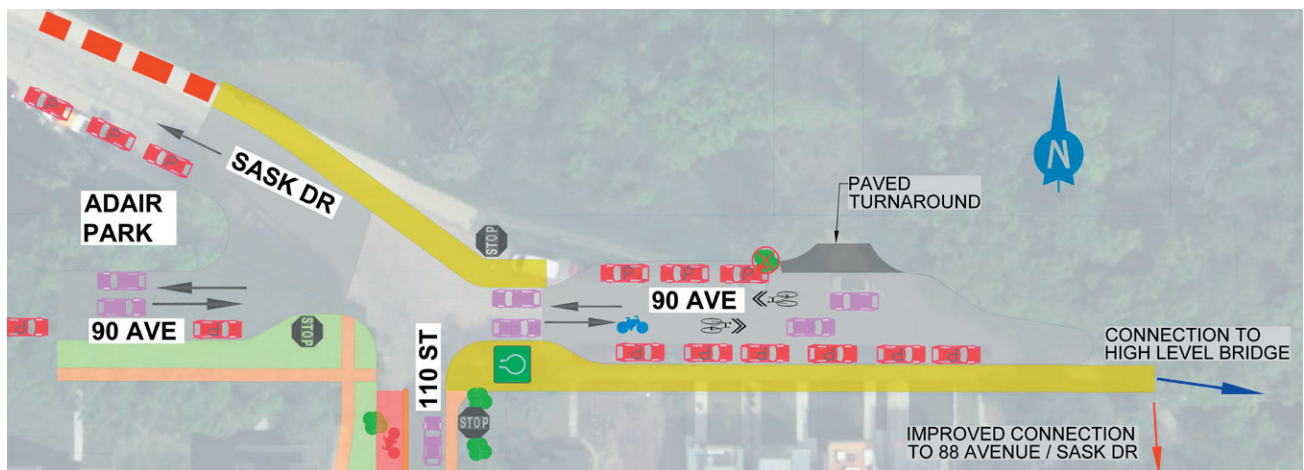 SASK DR
ADAIR
PARK
90 AVE
110 ST
STOP
STOP
STOP
90 AVE
PAVED
TURNAROUND
N
CONNECTION TO
HIGH LEVEL BRIDGE
IMPROVED CONNECTION
TO 88 AVENUE / SASK DR
P
P
P
P
P
P
P
P
P
P
P
P
P
P